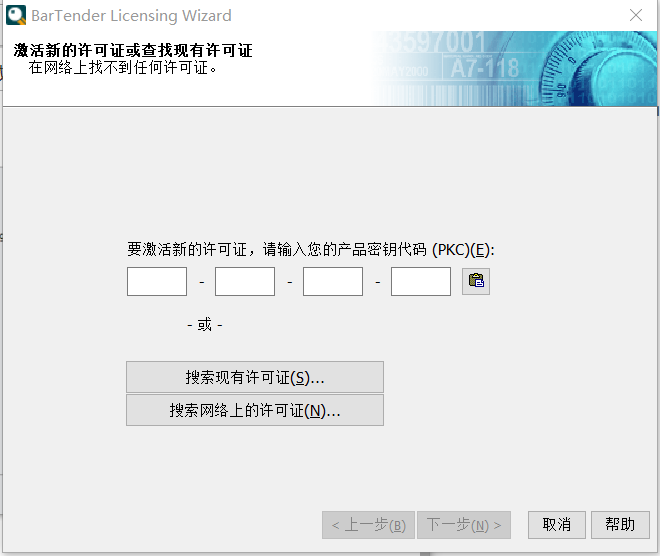 BarTender Licensing Wizard
激活新的许可证或查找现有许可证
在网络上找不到任何许可证。
3597001
A7-118
要激活新的许可证，请输入您的产品密钥代码 (PKC)(E):
- - -
- 或 -
搜索现有许可证(S)...
搜索网络上的许可证(N)...
< 上一步(B) 下一步(N) > 取消 帮助